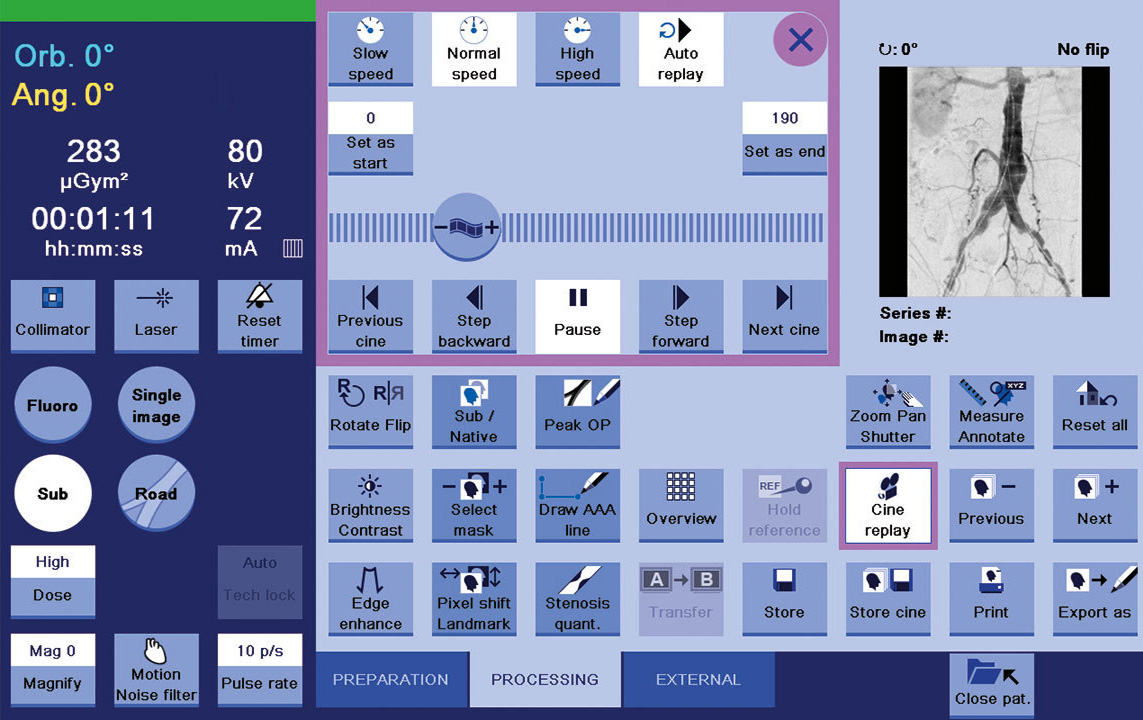 Orb. 0°
Ang. 0°
283
µGym²
80
kV
00:01:11
hh:mm:ss
72
mA
Collimator
Laser
Reset
timer
Fluoro
Single
image
Sub
Road
High
Dose
Auto
Tech lock
Mag 0
Magnify
Motion
Noise filter
10 p/s
Pulse rate
Slow
speed
Normal
speed
High
speed
Auto
replay
0
Set as
start
190
Set as end
Previous
cine
Step
backward
Pause
Step
forward
Next cine
: 0°
No flip
Series #:
Image #:
R R|Я
Rotate Flip
Sub /
Native
Peak OP
Zoom Pan
Shutter
XYZ
Measure
Annotate
Reset all
Brightness
Contrast
Select
mask
Draw AAA
line
Overview
REF
Hold
reference
Cine
replay
Previous
Next
Edge
enhance
Pixel shift
Landmark
Stenosis
quant.
A B
Transfer
Store
Store cine
Print
Export as
PREPARATION
PROCESSING
EXTERNAL
Close pat.